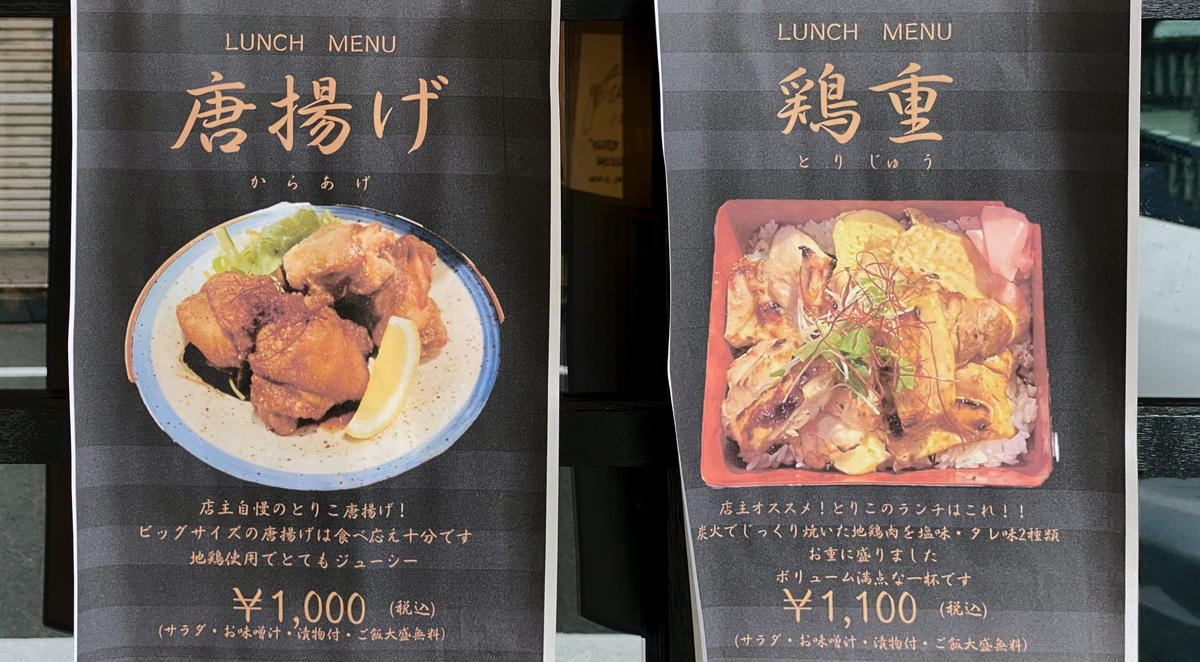 LUNCH MENU
唐揚げ
からあげ
店主自慢のとりこ唐揚げ!
ビッグサイズの唐揚げは食べ応え十分です
地鶏使用でとてもジューシー
¥1,000 (税込)
(サラダ・お味噌汁・漬物付・ご飯大盛無料)
LUNCH MENU
鶏重
とりじゅう
店主オススメ!とりこのランチはこれ!!
炭火でじっくり焼いた地鶏肉を塩味・タレ味2種類
お重に盛りました
ボリューム満点な一杯です
¥1,100 (税込)
(サラダ・お味噌汁・漬物付・ご飯大盛無料)